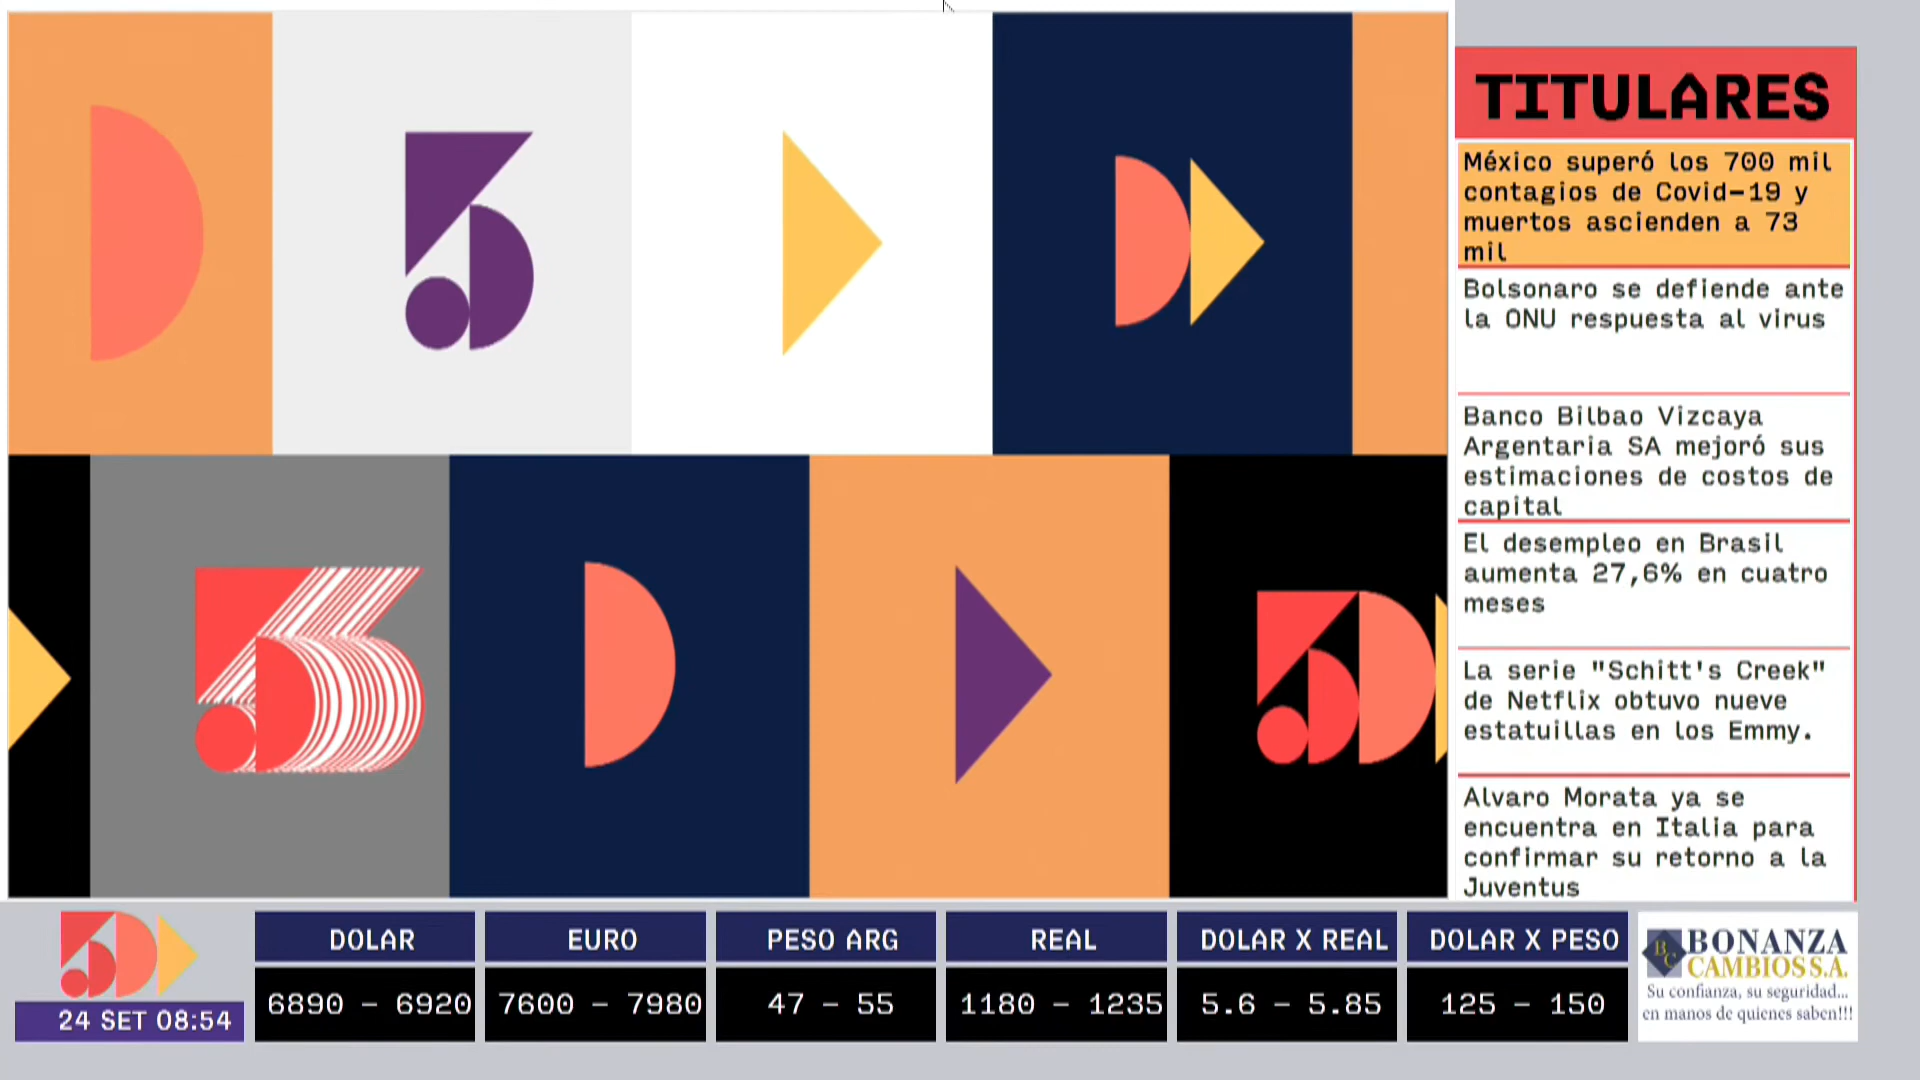 TITULARES
México superó los 700 mil
contagios de Covid-19 y
muertos ascienden a 73
mil
Bolsonaro se defiende ante
la ONU respuesta al virus
Banco Bilbao Vizcaya
Argentaria SA mejoró sus
estimaciones de costos de
capital
El desempleo en Brasil
aumenta 27,6% en cuatro
meses
La serie "Schitt's Creek"
de Netflix obtuvo nueve
estatuillas en los Emmy.
Alvaro Morata ya se
encuentra en Italia para
confirmar su retorno a la
Juventus
5D
24 SET 08:54
DOLAR
6890 - 6920
EURO
7600 - 7980
PESO ARG
47 - 55
REAL
1180 - 1235
DOLAR X REAL
5.6 - 5.85
DOLAR X PESO
125 - 150
BC BONANZA
CAMBIOS S.A.
Su confianza, su seguridad...
en manos de quienes saben!!!